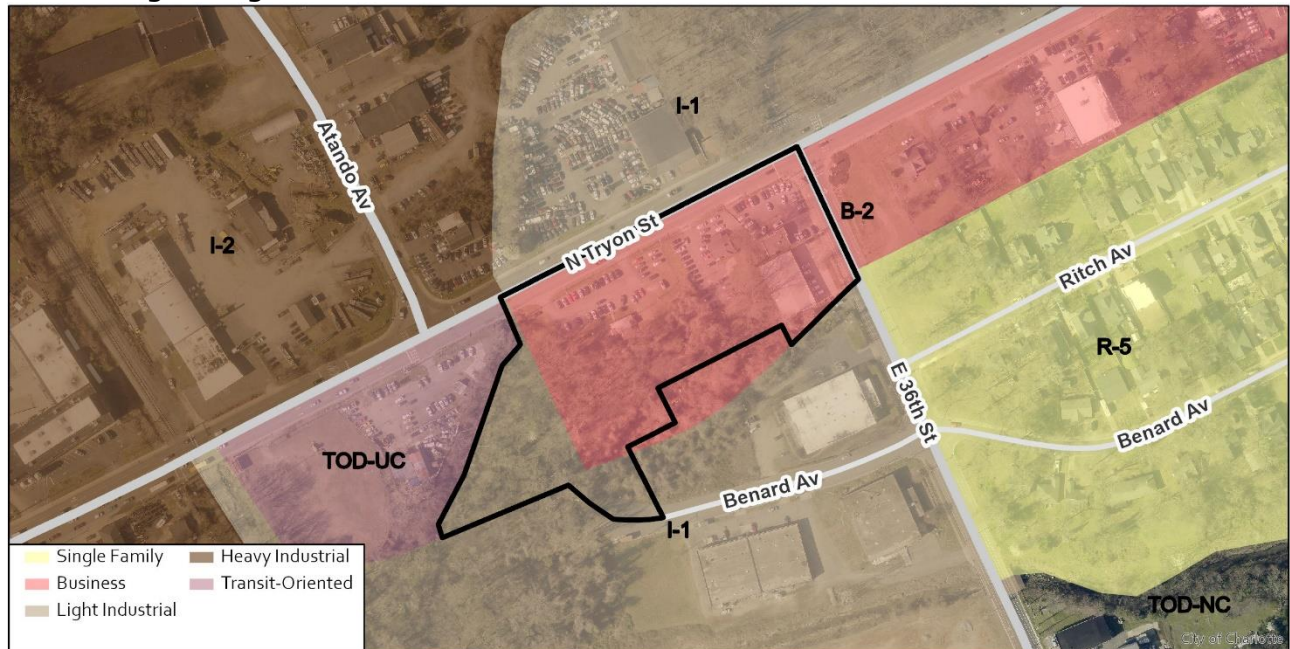 I-1
Atando Av
B-2
N Tryon St
I-2
Ritch Av
R-5
E 36th St
Benard Av
TOD-UC
Benard Av
I-1
Single Family
Heavy Industrial
Business
Transit-Oriented
Light Industrial
TOD-NC
City of Charlotte